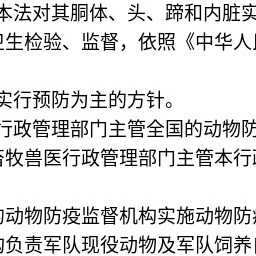 本法对其胴体、头、蹄和内脏实
卫生检验、监督，依照《中华人
实行预防为主的方针。
行政管理部门主管全国的动物防
畜牧兽医行政管理部门主管本行
的动物防疫监督机构实施动物防
构负责军队现役动物及军队饲养